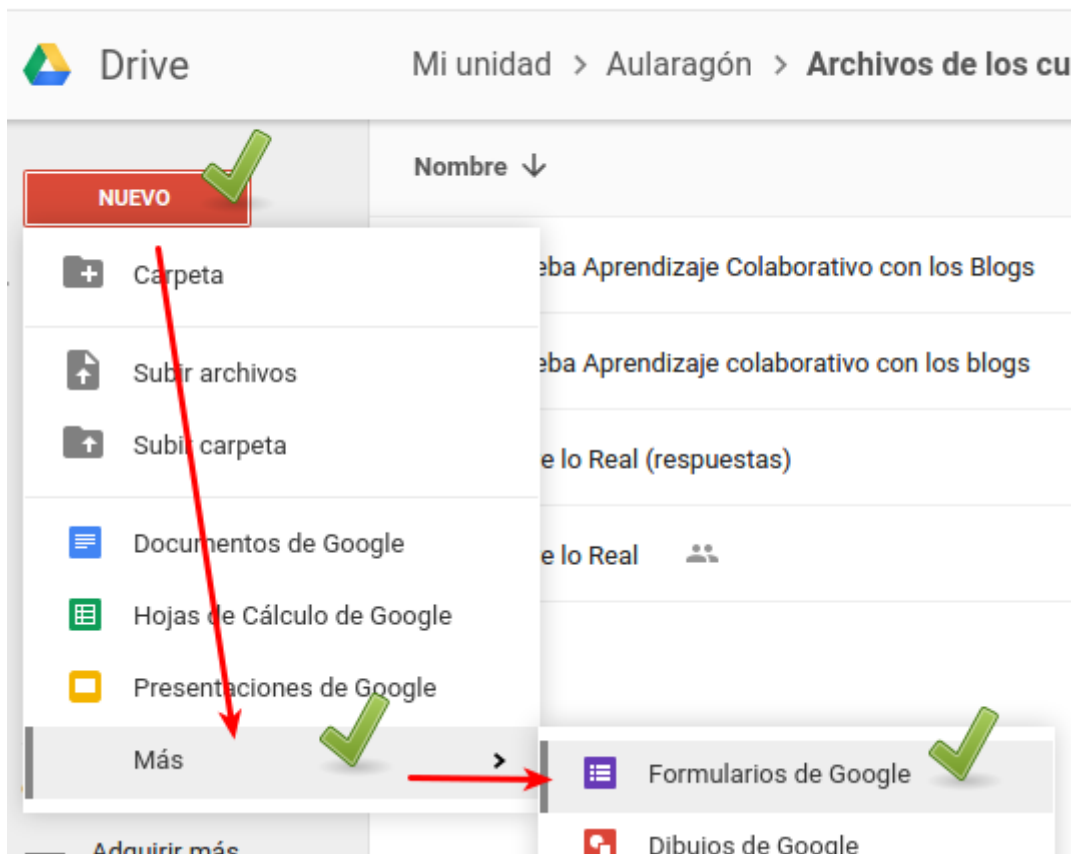 Drive
Mi unidad > Aularagón > Archivos de los cu
NUEVO
Nombre
Carpeta
eba Aprendizaje Colaborativo con los Blogs
Subir archivos
eba Aprendizaje colaborativo con los blogs
Subir carpeta
e lo Real (respuestas)
Documentos de Google
e lo Real
Hojas de Cálculo de Google
Presentaciones de Google
Más
Formularios de Google
Dibujos de Google
Adquirir más